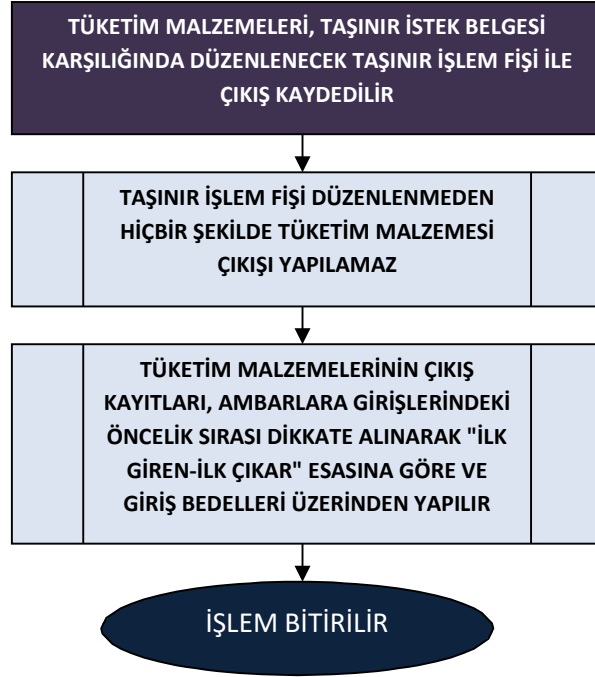 TÜKETİM MALZEMELERİ, TAŞINIR İSTEK BELGESİ
KARŞILIĞINDA DÜZENLENECEK TAŞINIR İŞLEM FİŞİ İLE
ÇIKIŞ KAYDEDİLİR
TAŞINIR İŞLEM FİŞİ DÜZENLENMEDEN
HİÇBİR ŞEKİLDE TÜKETİM MALZEMESİ
ÇIKIŞI YAPILAMAZ
TÜKETİM MALZEMELERİNİN ÇIKIŞ
KAYITLARI, AMBARLARA GİRİŞLERİNDEKİ
ÖNCELİK SIRASI DİKKATE ALINARAK "İLK
GİREN-İLK ÇIKAR" ESASINA GÖRE VE
GİRİŞ BEDELLERİ ÜZERİNDEN YAPILIR
İŞLEM BİTİRİLİR